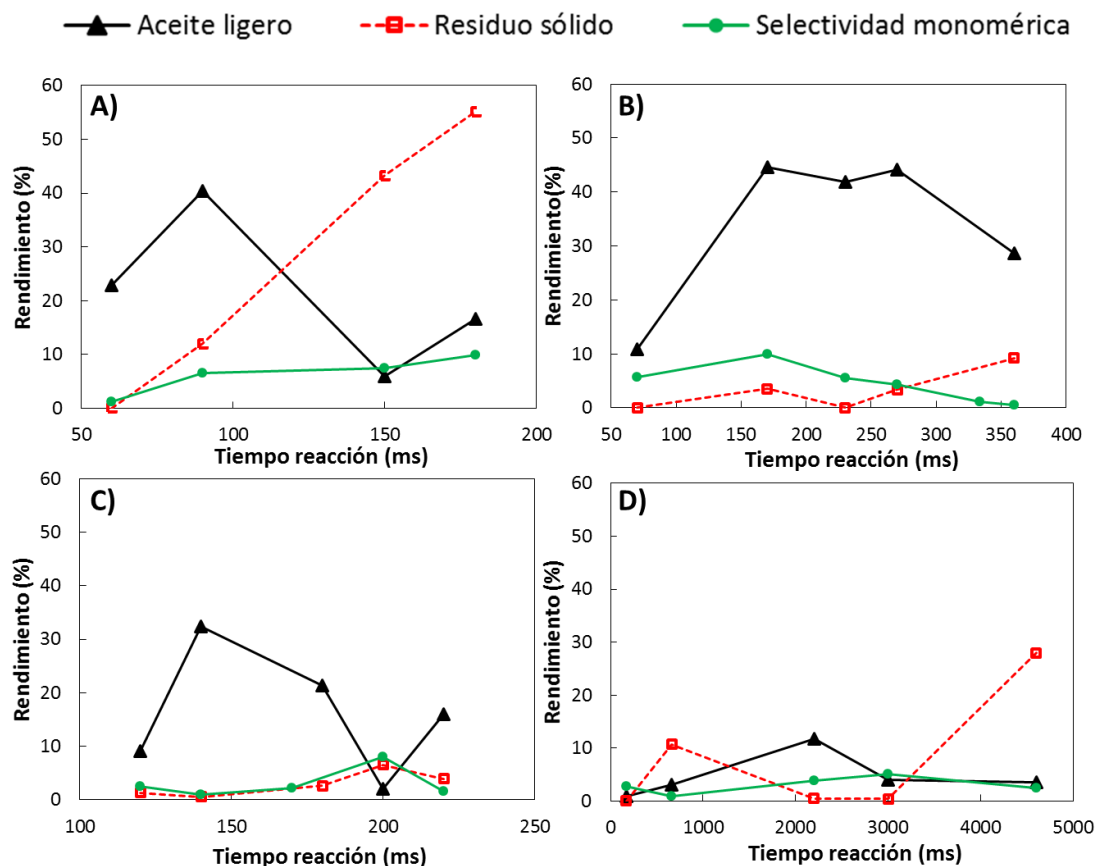 Aceite ligero Residuo sólido Selectividad monomérica
A)
Rendimiento (%)
60
50
40
30
20
10
0
50 100 150 200
Tiempo reacción (ms)
B)
Rendimiento(%)
60
50
40
30
20
10
0
50 100 150 200 250 300 350 400
Tiempo reacción (ms)
C)
Rendimiento (%)
60
50
40
30
20
10
0
100 150 200 250
Tiempo reacción (ms)
D)
Rendimiento (%)
60
50
40
30
20
10
0
0 1000 2000 3000 4000 5000
Tiempo reacción (ms)